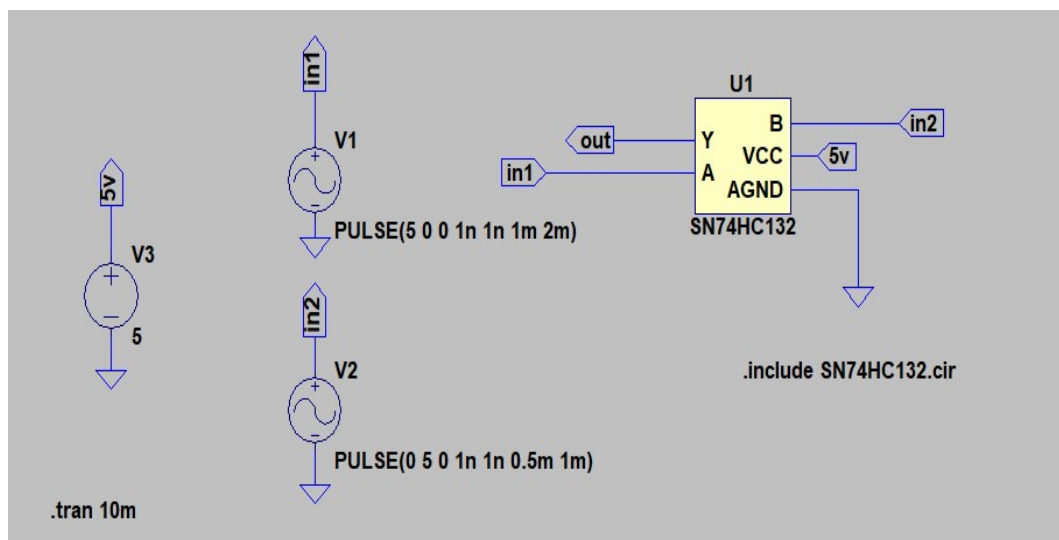 in1
V1
PULSE(5 0 0 1n 1n 1m 2m)
5v
V3
5
in2
V2
PULSE(0 5 0 1n 1n 0.5m 1m)
.tran 10m
U1
out
Y
B
in2
in1
A
VCC
5v
AGND
SN74HC132
.include SN74HC132.cir